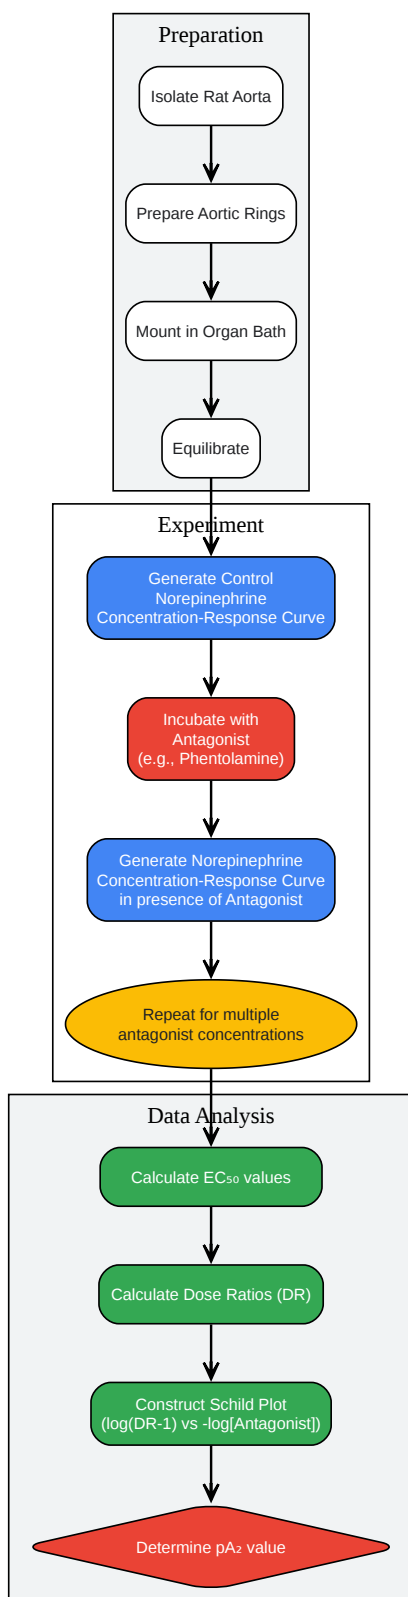 Preparation
Isolate Rat Aorta
Prepare Aortic Rings
Mount in Organ Bath
Equilibrate
Experiment
Generate Control
Norepinephrine
Concentration-Response Curve
Incubate with
Antagonist
(e.g., Phentolamine)
Generate Norepinephrine
Concentration-Response Curve
in presence of Antagonist
Repeat for multiple
antagonist concentrations
Data Analysis
Calculate EC₅₀ values
Calculate Dose Ratios (DR)
Construct Schild Plot
(log(DR-1) vs -log[Antagonist])
Determine pA₂ value